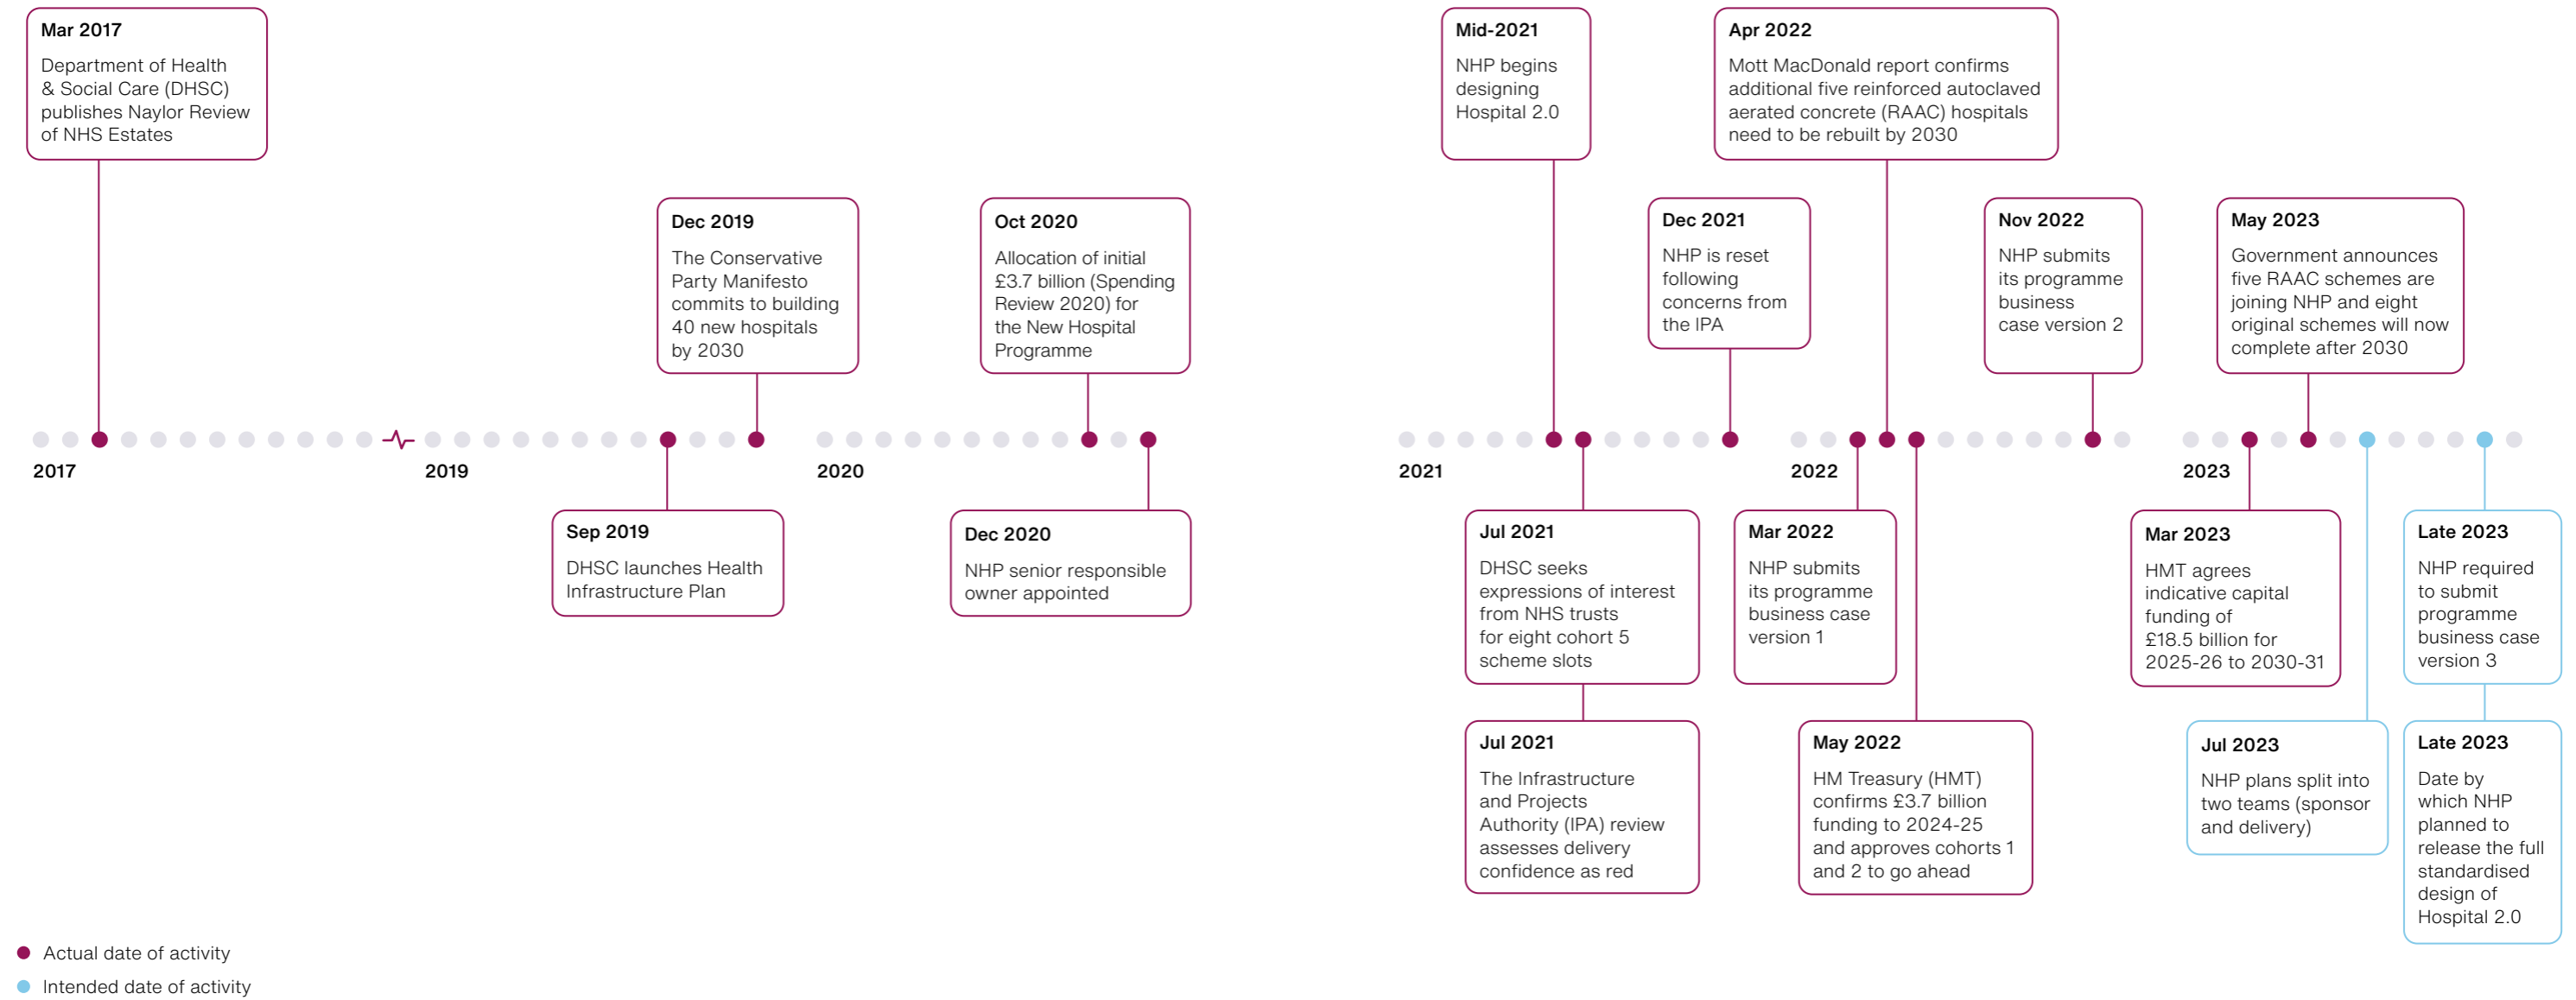 Mar 2017
Department of Health
& Social Care (DHSC)
publishes Naylor Review
of NHS Estates
Dec 2019
The Conservative
Party Manifesto
commits to building
40 new hospitals
by 2030
Oct 2020
Allocation of initial
£3.7 billion (Spending
Review 2020) for
the New Hospital
Programme
Mid-2021
NHP begins
designing
Hospital 2.0
Dec 2021
NHP is reset
following
concerns from
the IPA
Apr 2022
Mott MacDonald report confirms
additional five reinforced autoclaved
aerated concrete (RAAC) hospitals
need to be rebuilt by 2030
Nov 2022
NHP submits
its programme
business
case version 2
May 2023
Government announces
five RAAC schemes are
joining NHP and eight
original schemes will now
complete after 2030
2017
2019
2020
2021
2022
2023
Sep 2019
DHSC launches Health
Infrastructure Plan
Dec 2020
NHP senior responsible
owner appointed
Jul 2021
DHSC seeks
expressions of interest
from NHS trusts
for eight cohort 5
scheme slots
Jul 2021
The Infrastructure
and Projects
Authority (IPA) review
assesses delivery
confidence as red
Mar 2022
NHP submits
its programme
business case
version 1
May 2022
HM Treasury (HMT)
confirms £3.7 billion
funding to 2024-25
and approves cohorts 1
and 2 to go ahead
Mar 2023
HMT agrees
indicative capital
funding of
£18.5 billion for
2025-26 to 2030-31
Jul 2023
NHP plans split into
two teams (sponsor
and delivery)
Late 2023
NHP required
to submit
programme
business case
version 3
Late 2023
Date by
which NHP
planned to
release the full
standardised
design of
Hospital 2.0
Actual date of activity
Intended date of activity